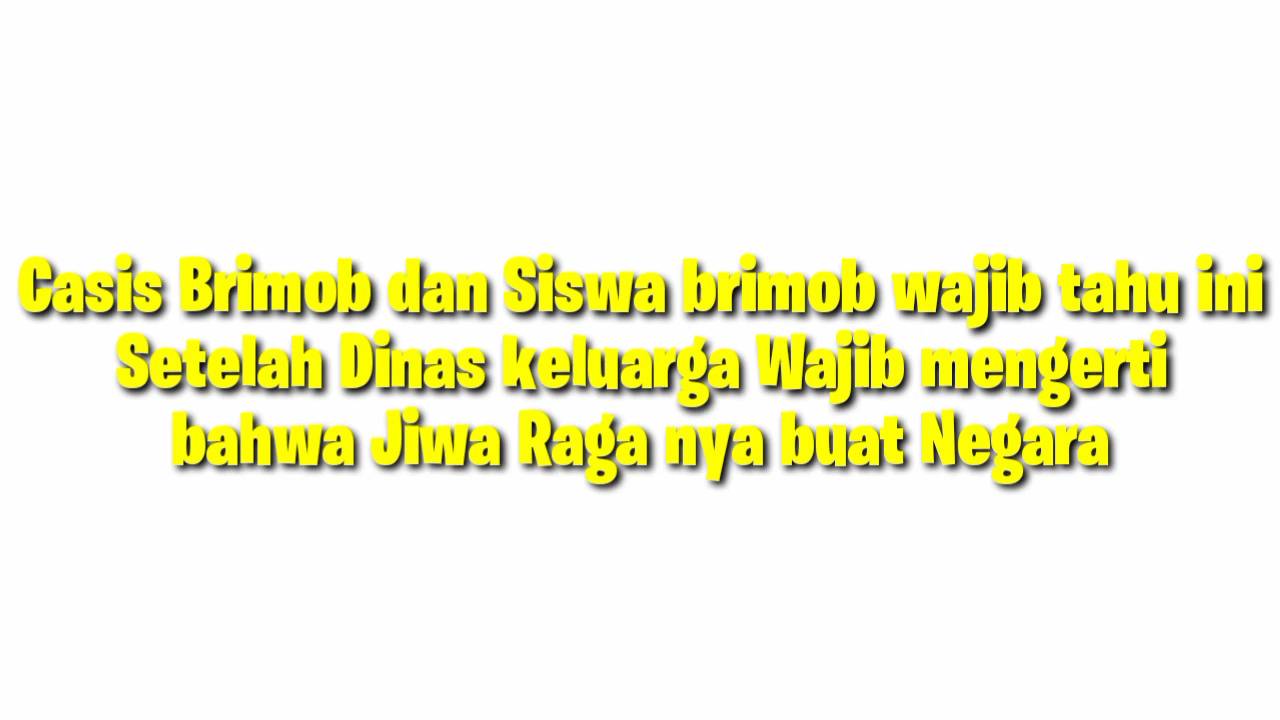 Casis Brimob dan Siswa brimob wajib tahu ini
Setelah Dinas keluarga Wajib mengerti
bahwa Jiwa Raga nya buat Negara